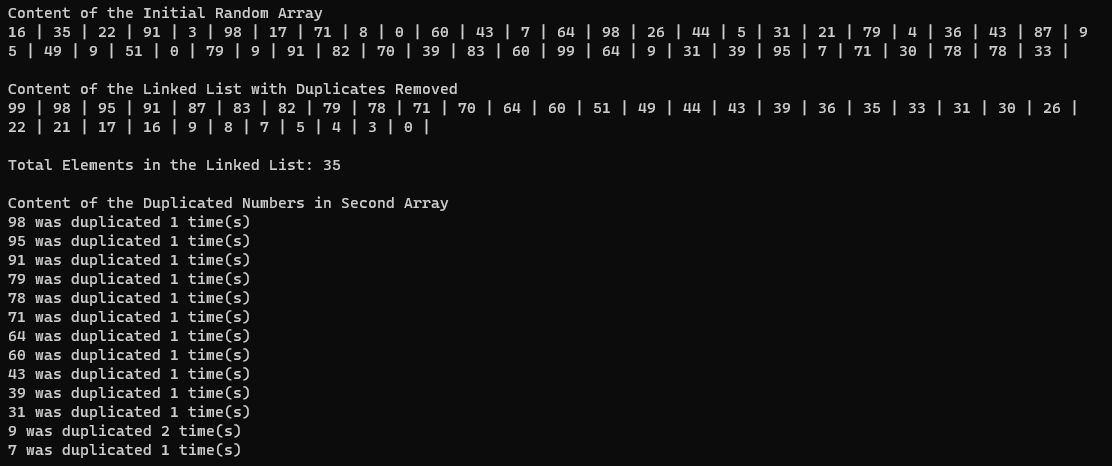 Content of the Initial Random Array
16 | 35 | 22 | 91 | 3 | 98 | 17 | 71 | 8 | 0 | 60 | 43 | 7 | 64 | 98 | 26 | 44 | 5 | 31 | 21 | 79 | 4 | 36 | 43 | 87 | 9
5 | 49 | 9 | 51 | 0 | 79 | 9 | 91 | 82 | 70 | 39 | 83 | 60 | 99 | 64 | 9 | 31 | 39 | 95 | 7 | 71 | 30 | 78 | 78 | 33 |
Content of the Linked List with Duplicates Removed
99 | 98 | 95 | 91 | 87 | 83 | 82 | 79 | 78 | 71 | 70 | 64 | 60 | 51 | 49 | 44 | 43 | 39 | 36 | 35 | 33 | 31 | 30 | 26 |
22 | 21 | 17 | 16 | 9 | 8 | 7 | 5 | 4 | 3 | 0 |
Total Elements in the Linked List: 35
Content of the Duplicated Numbers in Second Array
98 was duplicated 1 time(s)
95 was duplicated 1 time(s)
91 was duplicated 1 time(s)
79 was duplicated 1 time(s)
78 was duplicated 1 time(s)
71 was duplicated 1 time(s)
64 was duplicated 1 time(s)
60 was duplicated 1 time(s)
43 was duplicated 1 time(s)
39 was duplicated 1 time(s)
31 was duplicated 1 time(s)
9 was duplicated 2 time(s)
7 was duplicated 1 time(s)